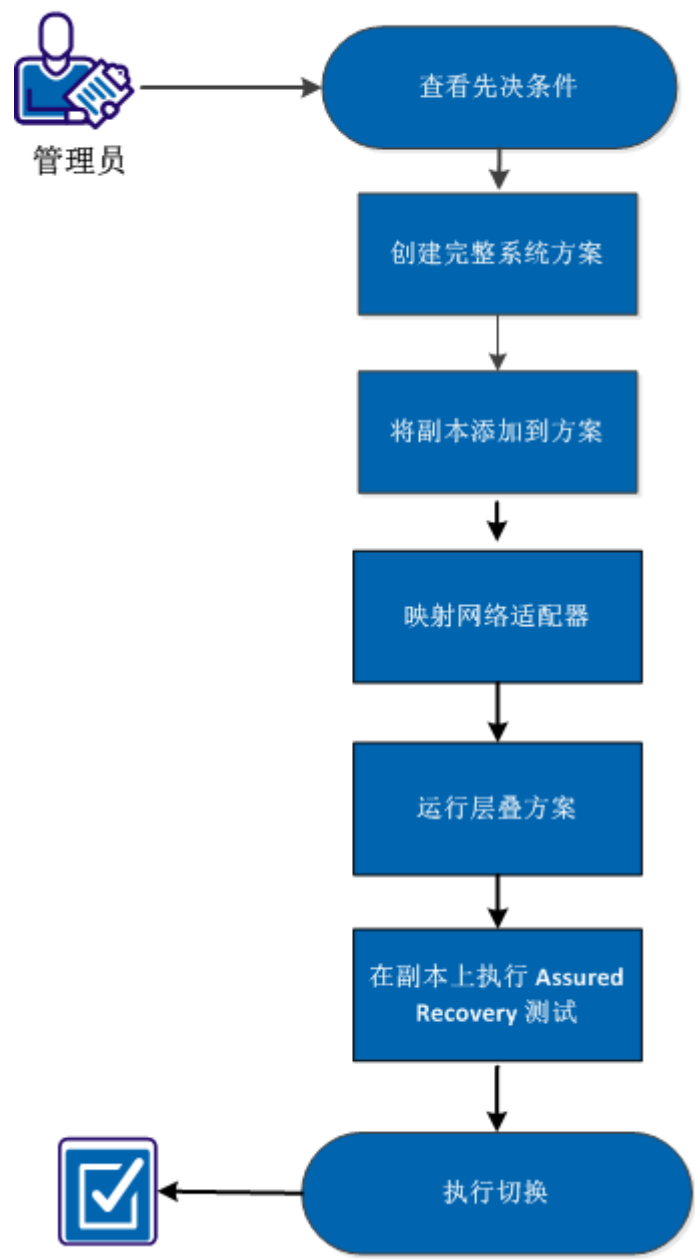 管理员
查看先决条件
创建完整系统方案
将副本添加到方案
映射网络适配器
运行层叠方案
在副本上执行 Assured
Recovery 测试
执行切换